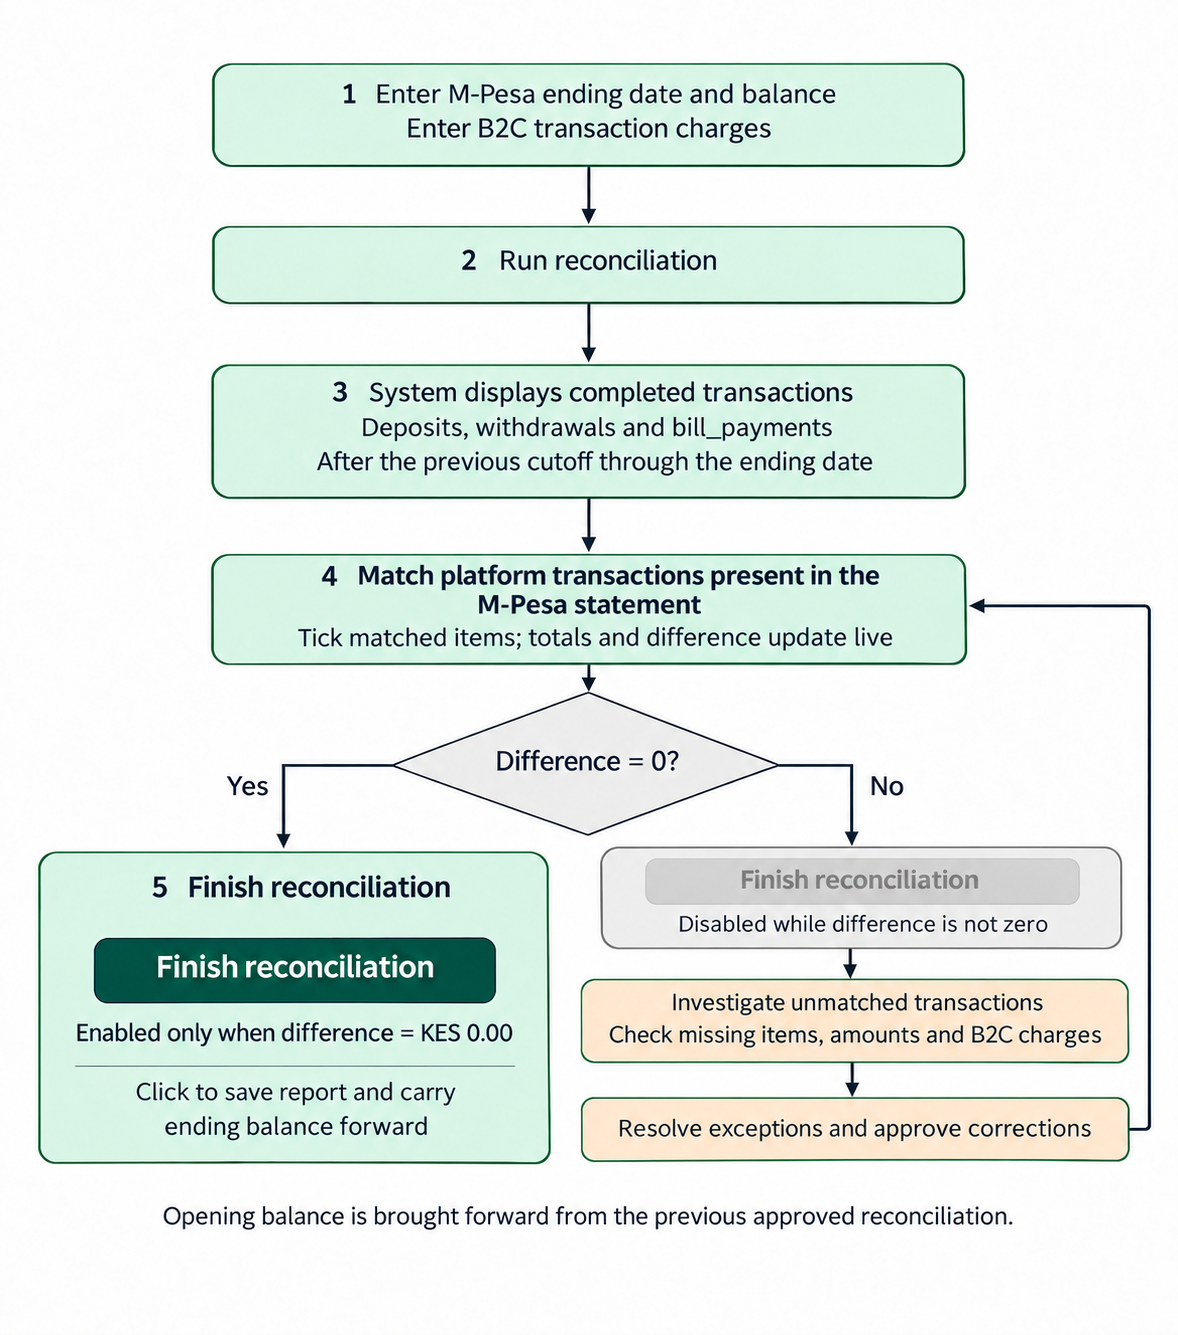 1 Enter M-Pesa ending date and balance
Enter B2C transaction charges
2 Run reconciliation
3 System displays completed transactions
Deposits, withdrawals and bill_payments
After the previous cutoff through the ending date
4 Match platform transactions present in the
M-Pesa statement
Tick matched items; totals and difference update live
Difference = 0?
Yes
No
5 Finish reconciliation
Finish reconciliation
Enabled only when difference = KES 0.00
Click to save report and carry
ending balance forward
Finish reconciliation
Disabled while difference is not zero
Investigate unmatched transactions
Check missing items, amounts and B2C charges
Resolve exceptions and approve corrections
Opening balance is brought forward from the previous approved reconciliation.